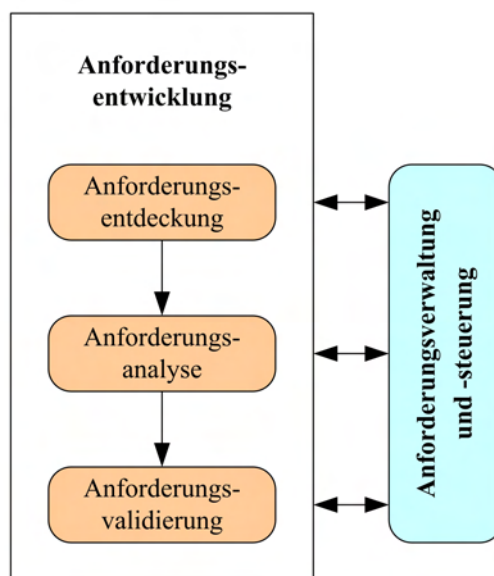 Anforderungs-
entwicklung
Anforderungs-
entdeckung
Anforderungs-
analyse
Anforderungs-
validierung
Anforderungsverwaltung
und -steuerung